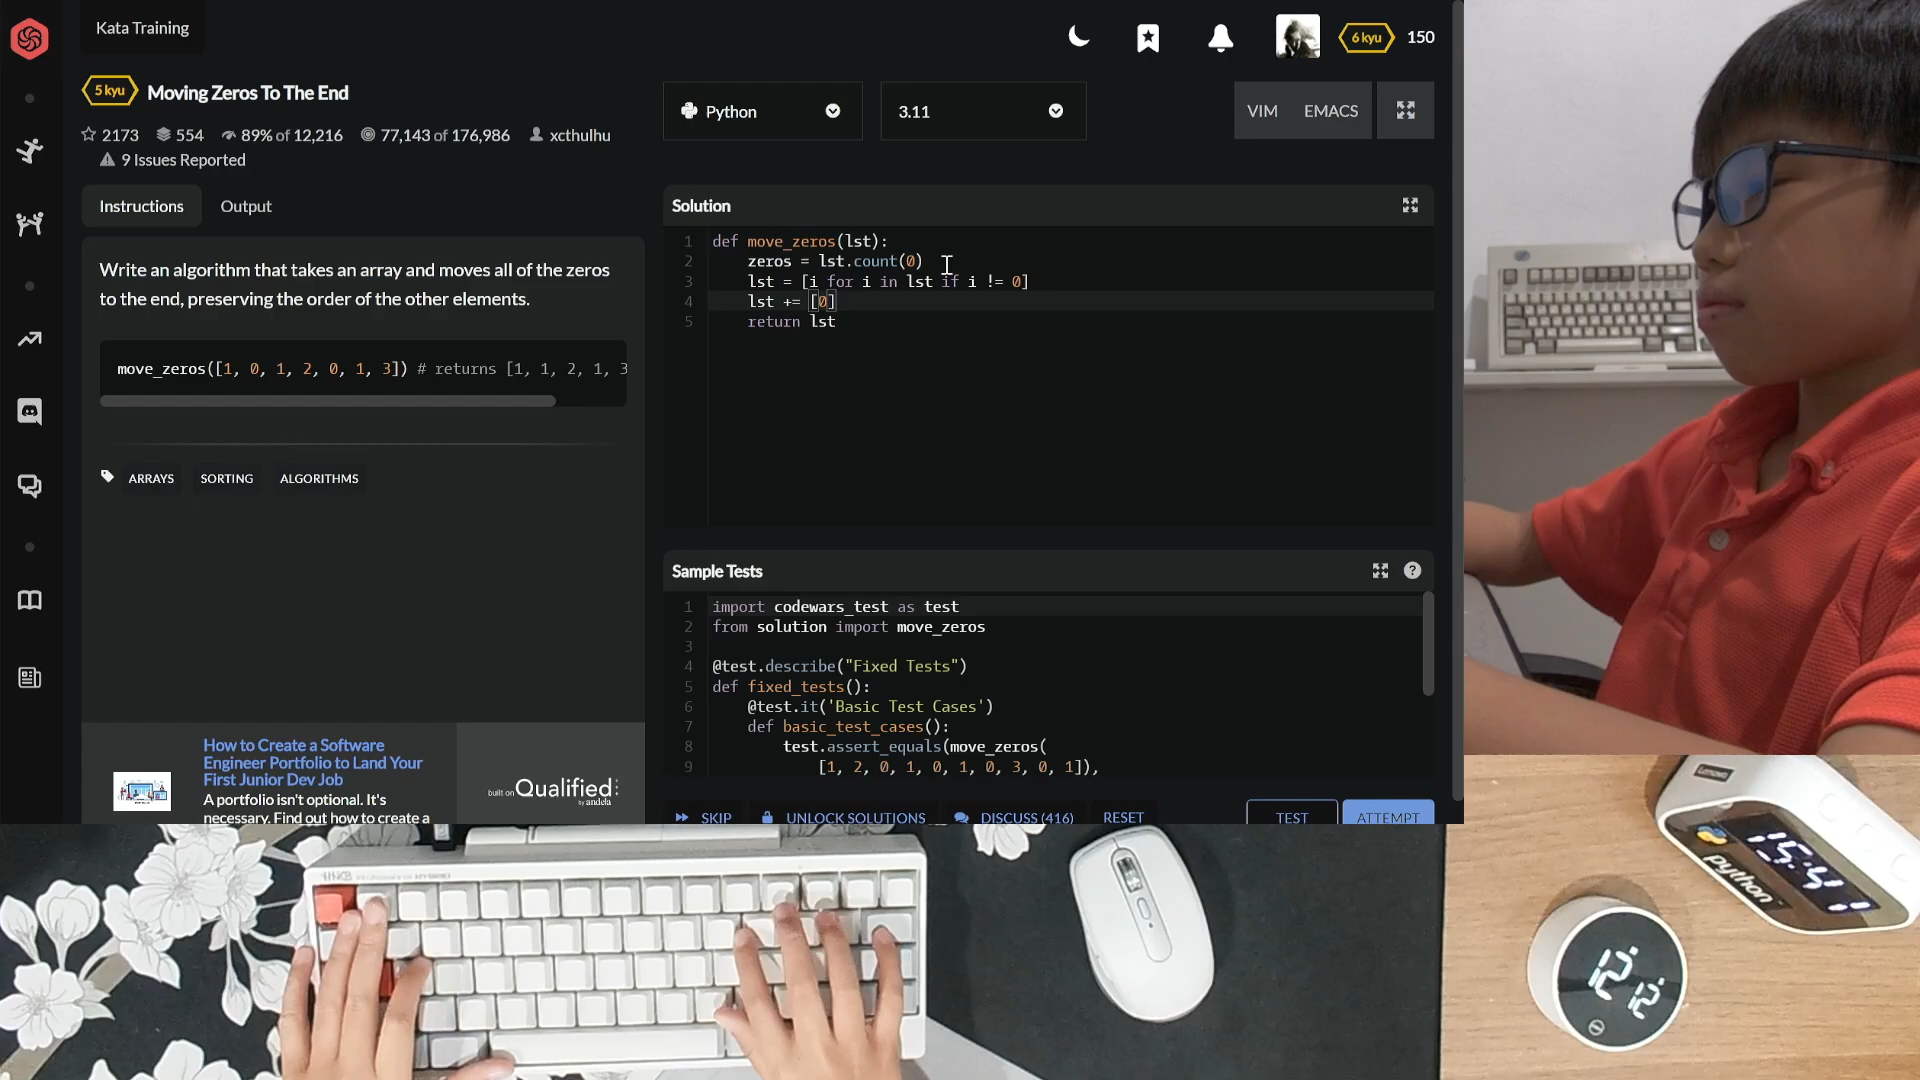 Kata Training
6 kyu
150
5 kyu
Moving Zeros To The End
2173
554
89% of 12,216
77,143 of 176,986
xcthulhu
9 Issues Reported
Python
3.11
VIM
EMACS
Instructions
Output
Write an algorithm that takes an array and moves all of the zeros
to the end, preserving the order of the other elements.
move_zeros([1, 0, 1, 2, 0, 1, 3]) # returns [1, 1, 2, 1, 3
ARRAYS
SORTING
ALGORITHMS
How to Create a Software
Engineer Portfolio to Land Your
First Junior Dev Job
A portfolio isn't optional. It's
necessary. Find out how to create a
built on Qualified
by andela
Solution
1 def move_zeros(lst):
2 zeros = lst.count(0)
3 lst = [i for i in lst if i != 0]
4 lst += [0]
5 return lst
Sample Tests
?
1 import codewars_test as test
2 from solution import move_zeros
3
4 @test.describe("Fixed Tests")
5 def fixed_tests():
6 @test.it('Basic Test Cases')
7 def basic_test_cases():
8 test.assert_equals(move_zeros(
9 [1, 2, 0, 1, 0, 1, 0, 3, 0, 1]),
SKIP
UNLOCK SOLUTIONS
DISCUSS (416)
RESET
TEST
ATTEMPT
HHKB Professional HYBRID
Lenovo
python
12
12